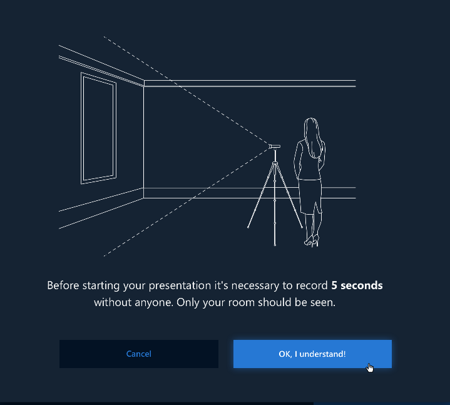 Before starting your presentation it's necessary to record 5 seconds
without anyone. Only your room should be seen.
Cancel
OK, I understand!